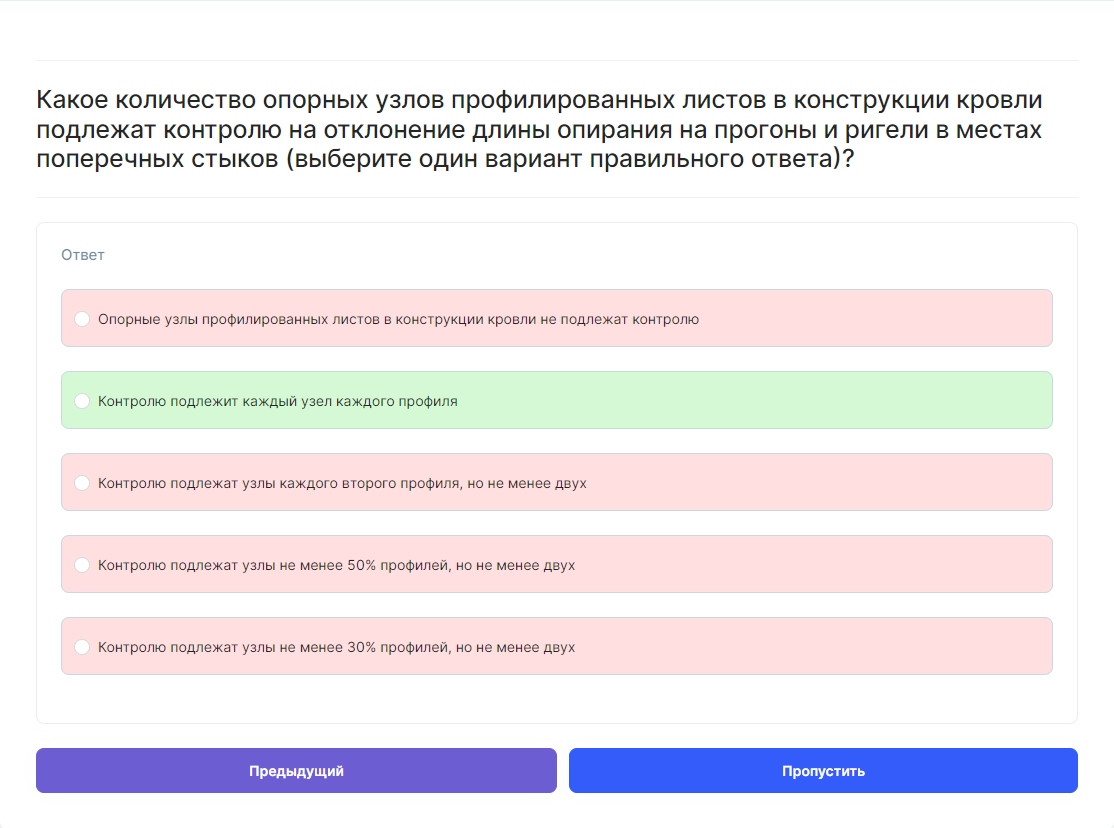 Какое количество опорных узлов профилированных листов в конструкции кровли
подлежат контролю на отклонение длины опирания на прогоны и ригели в местах
поперечных стыков (выберите один вариант правильного ответа)?
Ответ
Опорные узлы профилированных листов в конструкции кровли не подлежат контролю
Контролю подлежит каждый узел каждого профиля
Контролю подлежат узлы каждого второго профиля, но не менее двух
Контролю подлежат узлы не менее 50% профилей, но не менее двух
Контролю подлежат узлы не менее 30% профилей, но не менее двух
Предыдущий
Пропустить